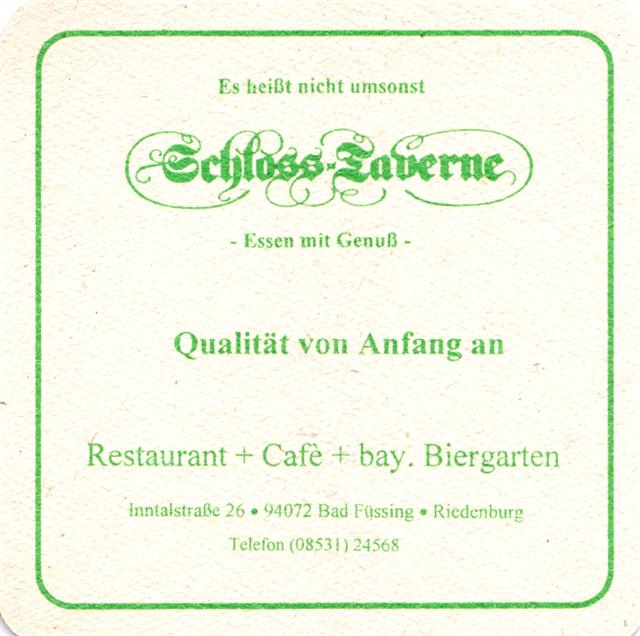 Es heißt nicht umsonst
Schloss-Taverne
- Essen mit Genuß -
Qualität von Anfang an
Restaurant + Cafè + bay. Biergarten
Inntalstraße 26 • 94072 Bad Füssing • Riedenburg
Telefon (08531) 24568